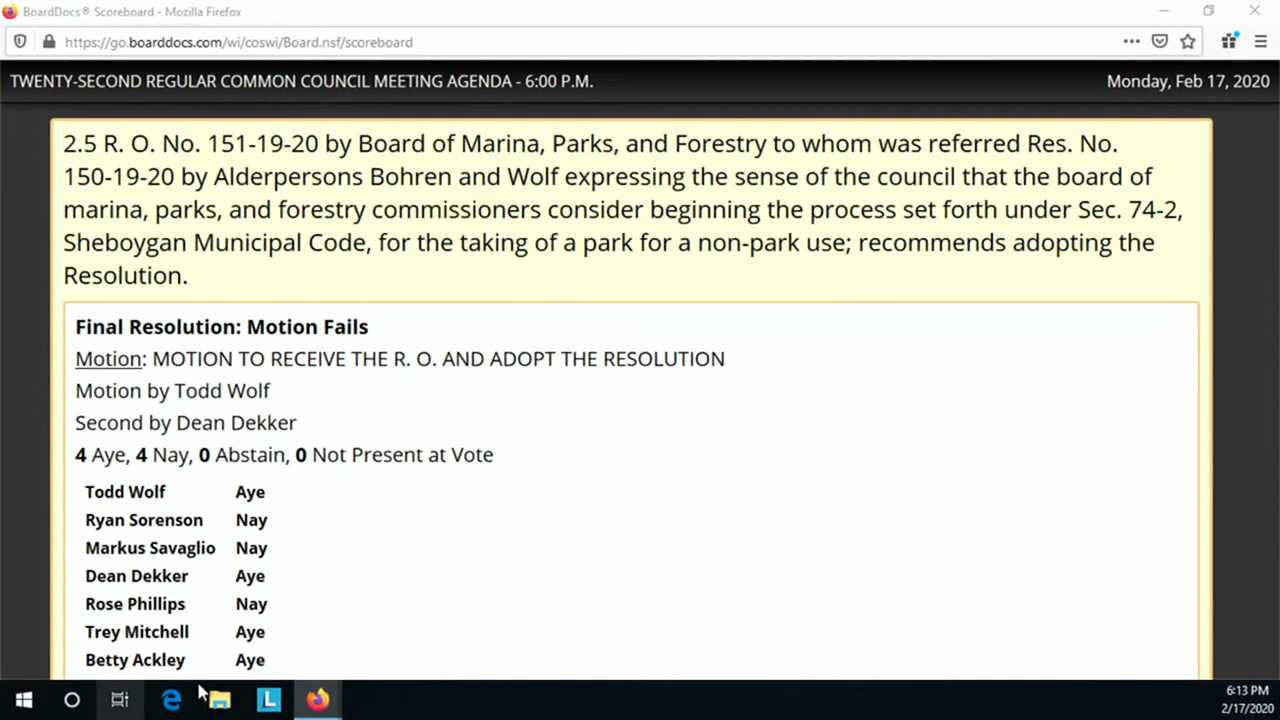 BoardDocs® Scoreboard - Mozilla Firefox
https://go.boarddocs.com/wi/coswi/Board.nsf/scoreboard
TWENTY-SECOND REGULAR COMMON COUNCIL MEETING AGENDA - 6:00 P.M. Monday, Feb 17, 2020
2.5 R. O. No. 151-19-20 by Board of Marina, Parks, and Forestry to whom was referred Res. No.
150-19-20 by Alderpersons Bohren and Wolf expressing the sense of the council that the board of
marina, parks, and forestry commissioners consider beginning the process set forth under Sec. 74-2,
Sheboygan Municipal Code, for the taking of a park for a non-park use; recommends adopting the
Resolution.
Final Resolution: Motion Fails
Motion: MOTION TO RECEIVE THE R. O. AND ADOPT THE RESOLUTION
Motion by Todd Wolf
Second by Dean Dekker
4 Aye, 4 Nay, 0 Abstain, 0 Not Present at Vote
Todd Wolf Aye
Ryan Sorenson Nay
Markus Savaglio Nay
Dean Dekker Aye
Rose Phillips Nay
Trey Mitchell Aye
Betty Ackley Aye
L
6:13 PM
2/17/2020